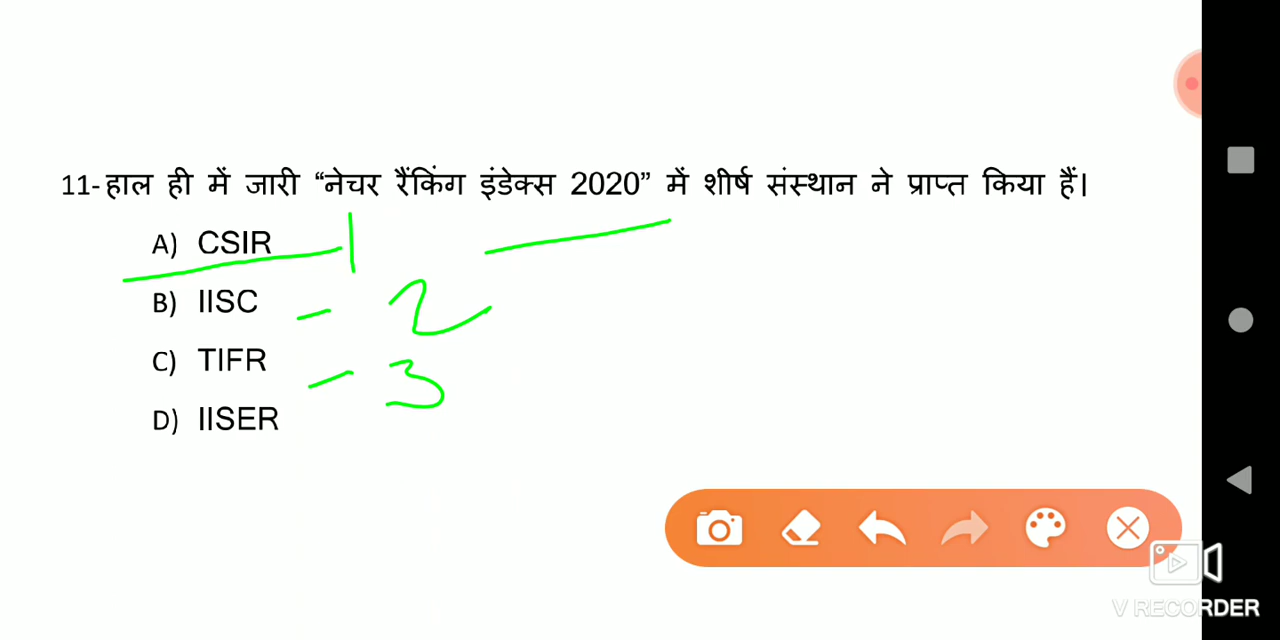 11- हाल ही में जारी “नेचर रैंकिंग इंडेक्स 2020” में शीर्ष संस्थान ने प्राप्त किया हैं।
A) CSIR 1
B) IISC - 2
C) TIFR - 3
D) IISER
V RECORDER